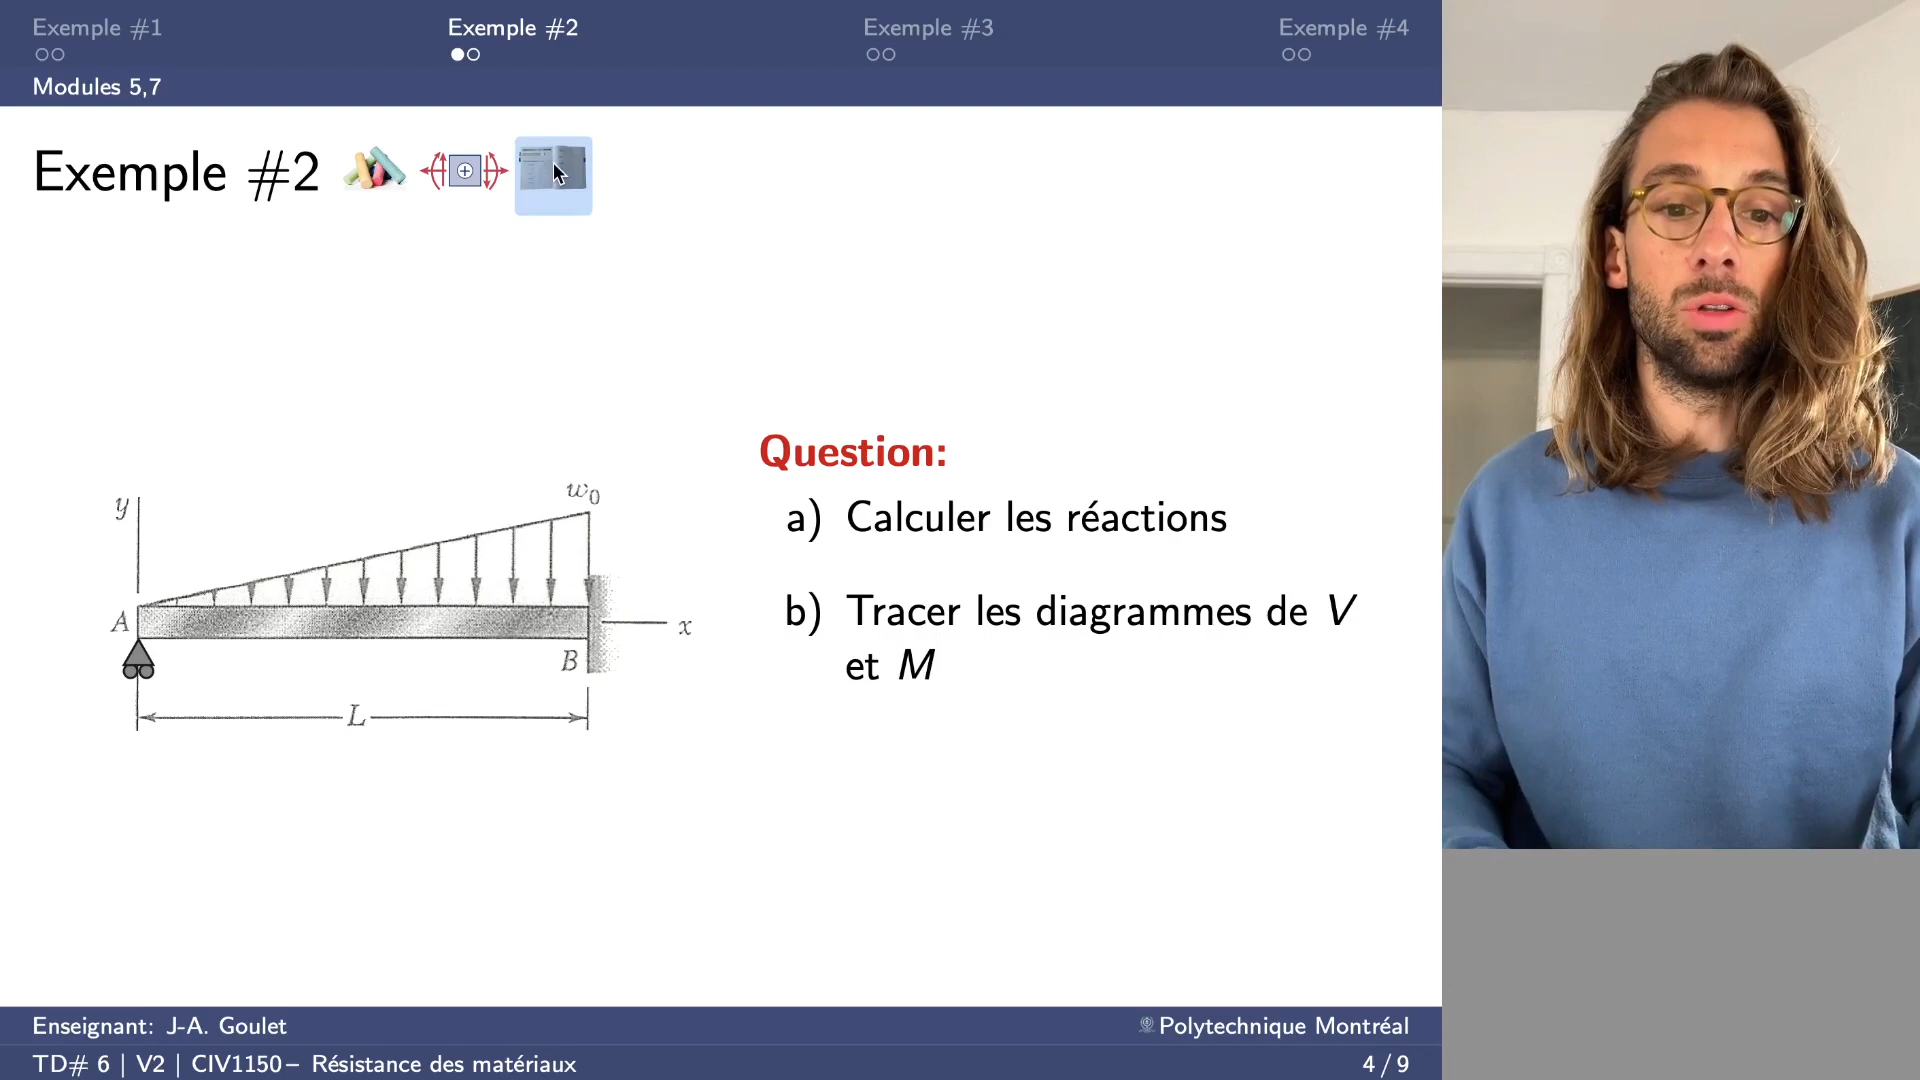 Exemple #1
Exemple #2
Exemple #3
Exemple #4
Modules 5,7
Exemple #2
Question:
a) Calculer les réactions
b) Tracer les diagrammes de V
et M
y
w0
A
x
B
L
Enseignant: J-A. Goulet
Polytechnique Montréal
TD# 6 | V2 | CIV1150– Résistance des matériaux
4 / 9